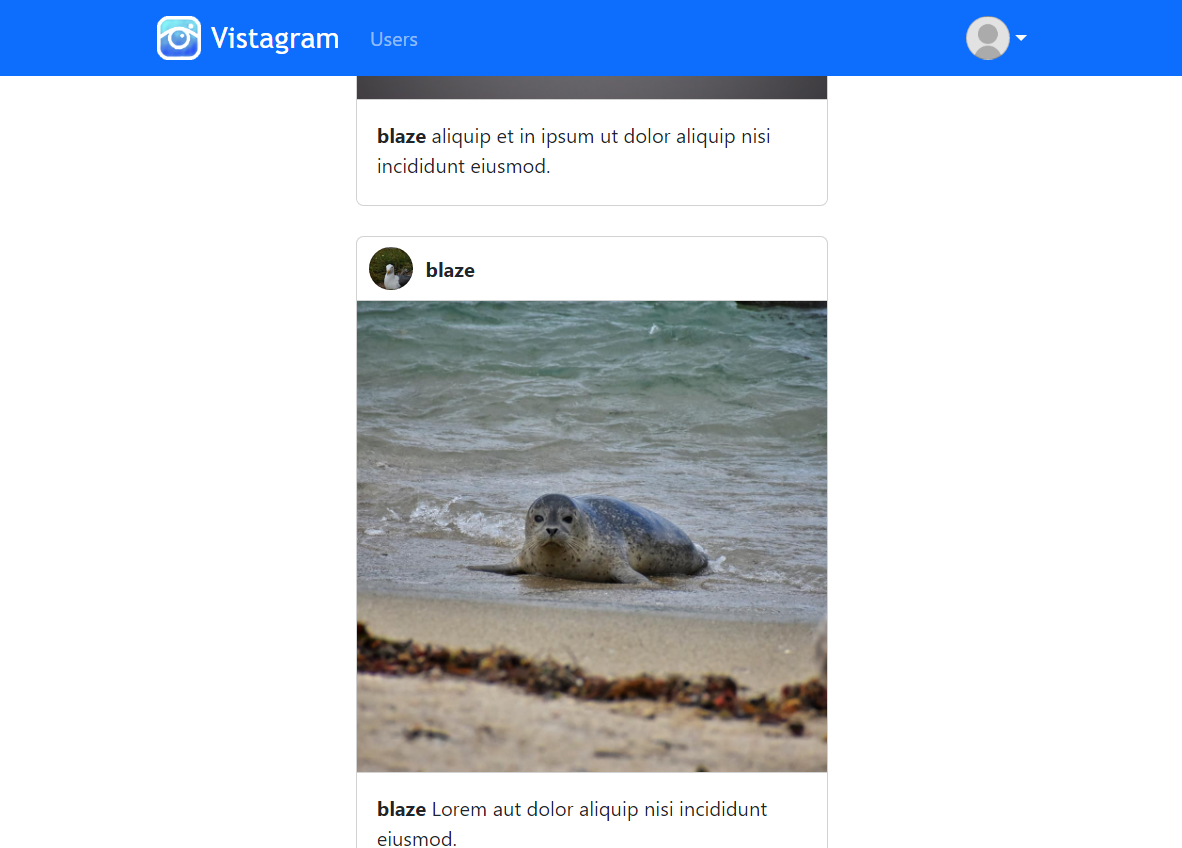 Vistagram Users
blaze aliquip et in ipsum ut dolor aliquip nisi
incididunt eiusmod.
blaze
blaze Lorem aut dolor aliquip nisi incididunt
eiusmod.